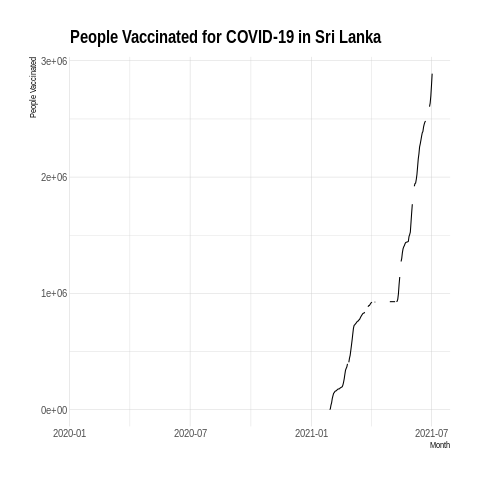 People Vaccinated for COVID-19 in Sri Lanka
People Vaccinated
3e+06
2e+06
1e+06
0e+00
2020-01 2020-07 2021-01 2021-07
Month